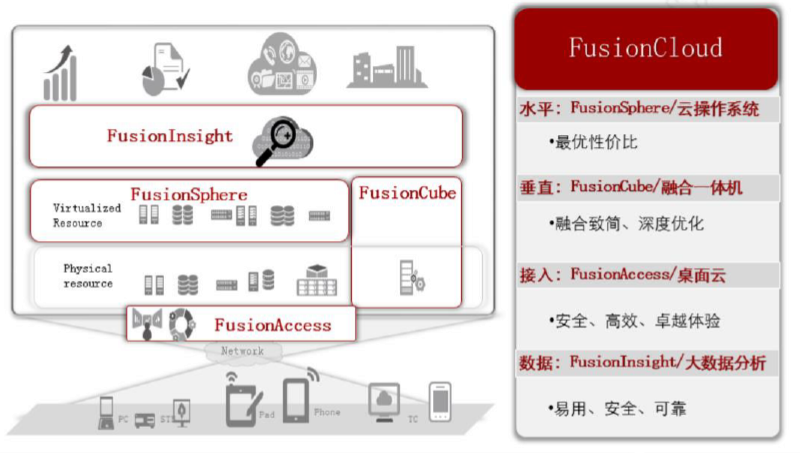 FusionInsight
FusionSphere
Virtualized
Resource
FusionCube
Physical
resource
FusionAccess
Network
PC
STB
Pad
Phone
TC
FusionCloud
水平：FusionSphere/云操作系统
•最优性价比
垂直：FusionCube/融合一体机
•融合致简、深度优化
接入：FusionAccess/桌面云
•安全、高效、卓越体验
数据：FusionInsight/大数据分析
•易用、安全、可靠